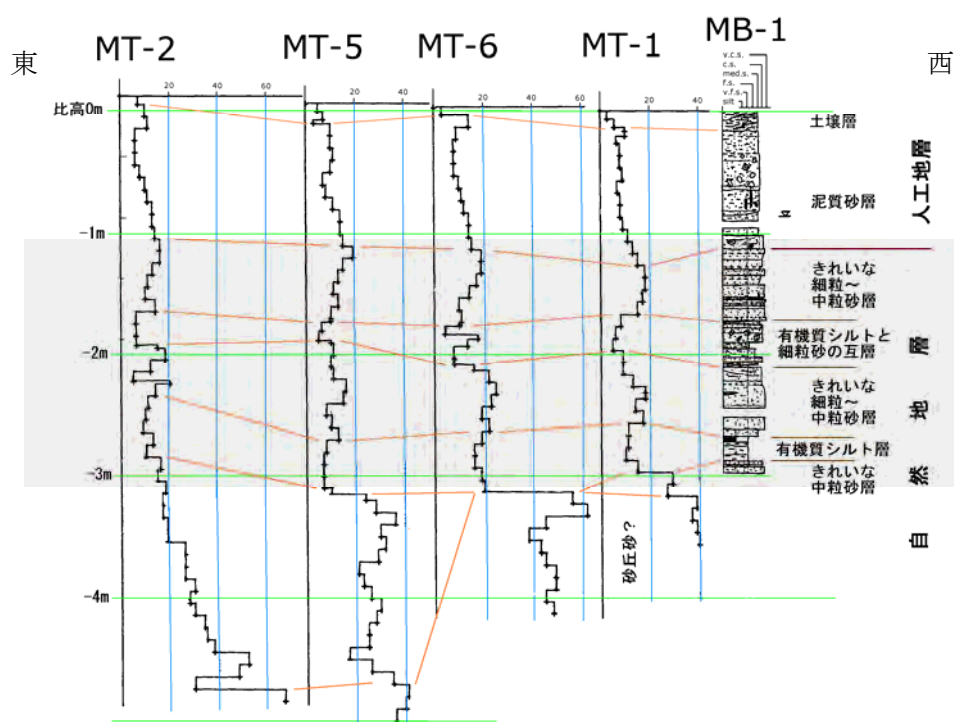 東
MT-2
MT-5
MT-6
MT-1
MB-1
西
v.c.s.
c.s.
med.s.
f.s.
v.f.s.
silt
20 40 60
20 40
20 40 60
20 40
比高0m
-1m
-2m
-3m
-4m
土壌層
泥質砂層
きれいな
細粒～
中粒砂層
有機質シルトと
細粒砂の互層
きれいな
細粒～
中粒砂層
有機質シルト層
きれいな
中粒砂層
人工地層
自然地層
砂丘砂？